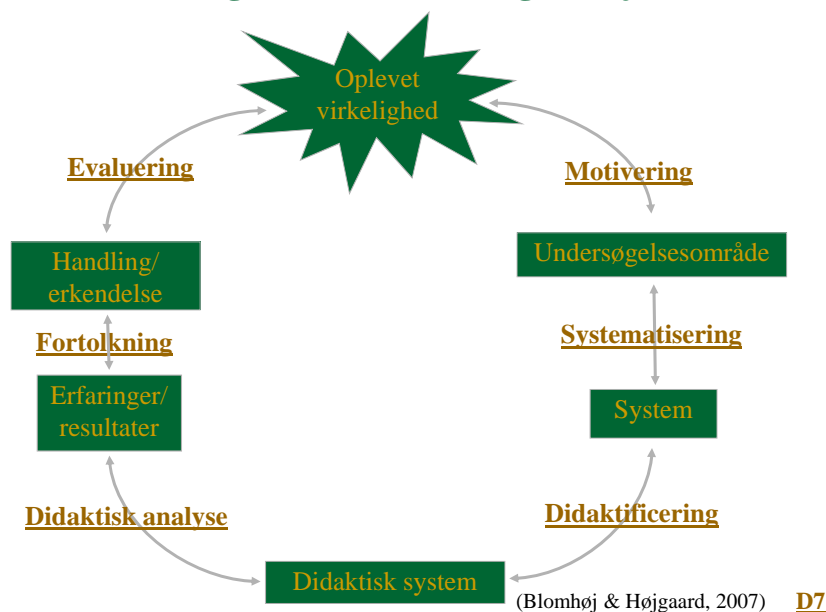 Oplevet
virkelighed
Evaluering
Motivering
Handling/
erkendelse
Undersøgelsesområde
Fortolkning
Systematisering
Erfaringer/
resultater
System
Didaktisk analyse
Didaktificering
Didaktisk system
(Blomhøj & Højgaard, 2007)
D7